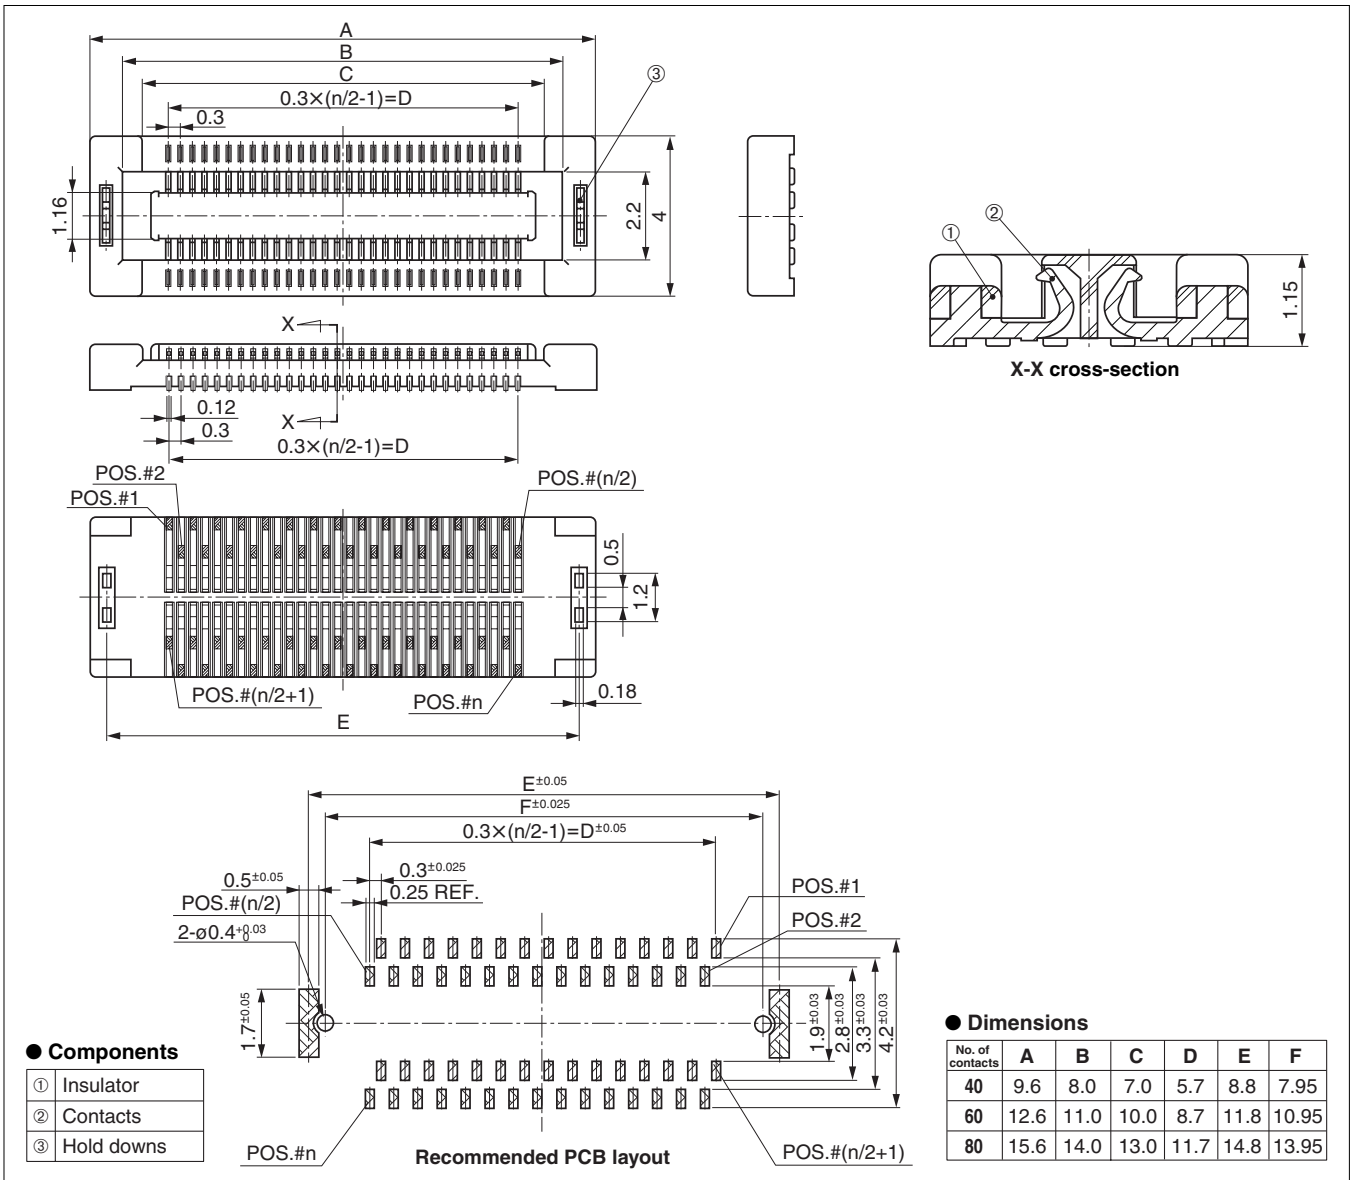 A
B
C
0.3×(n/2-1)=D
0.3
③
1.16
2.2
4
②
①
1.15
X-X cross-section
X
0.12
X
0.3
0.3×(n/2-1)=D
POS.#2
POS.#1
POS.#(n/2)
0.5
1.2
POS.#(n/2+1)
POS.#n
0.18
E
E±0.05
F±0.025
0.3×(n/2-1)=D±0.05
0.5±0.05
0.3±0.025
0.25 REF.
POS.#(n/2)
2-ø0.4+0.03 0
POS.#1
POS.#2
1.7±0.05
1.9±0.03
2.8±0.03
3.3±0.03
4.2±0.03
POS.#n
POS.#(n/2+1)
Recommended PCB layout
● Components
① Insulator
② Contacts
③ Hold downs
● Dimensions
No. of contacts A B C D E F
40 9.6 8.0 7.0 5.7 8.8 7.95
60 12.6 11.0 10.0 8.7 11.8 10.95
80 15.6 14.0 13.0 11.7 14.8 13.95